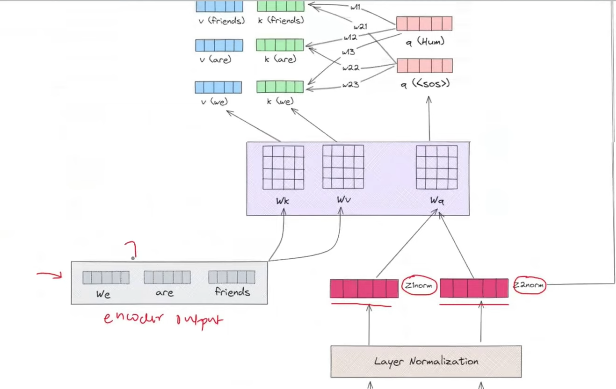 v (friends) k (friends) w11
w21
w12 q (Hum)
v (are) k (are) w13
w22 q (<sos>)
w23
v (we) k (we)
Wk Wv Wq
We are friends
encoder output
Z1norm Z2norm
Layer Normalization